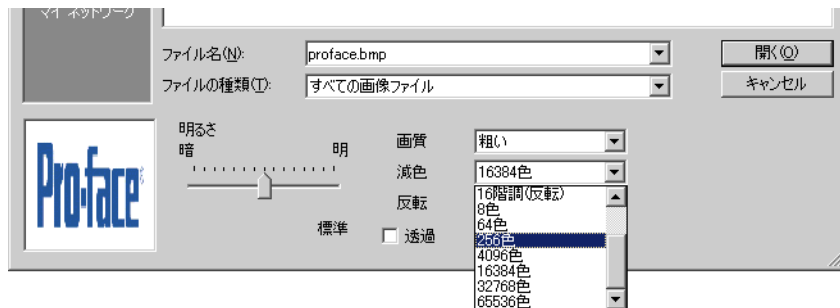 マイ ネットワーク
ファイル名(N): proface.bmp 開く(O)
ファイルの種類(T): すべての画像ファイル キャンセル
明るさ
暗 明 画質 粗い
減色 16384色
反転
標準 透過
16階調(反転)
8色
64色
256色
4096色
16384色
32768色
65536色
Pro-face